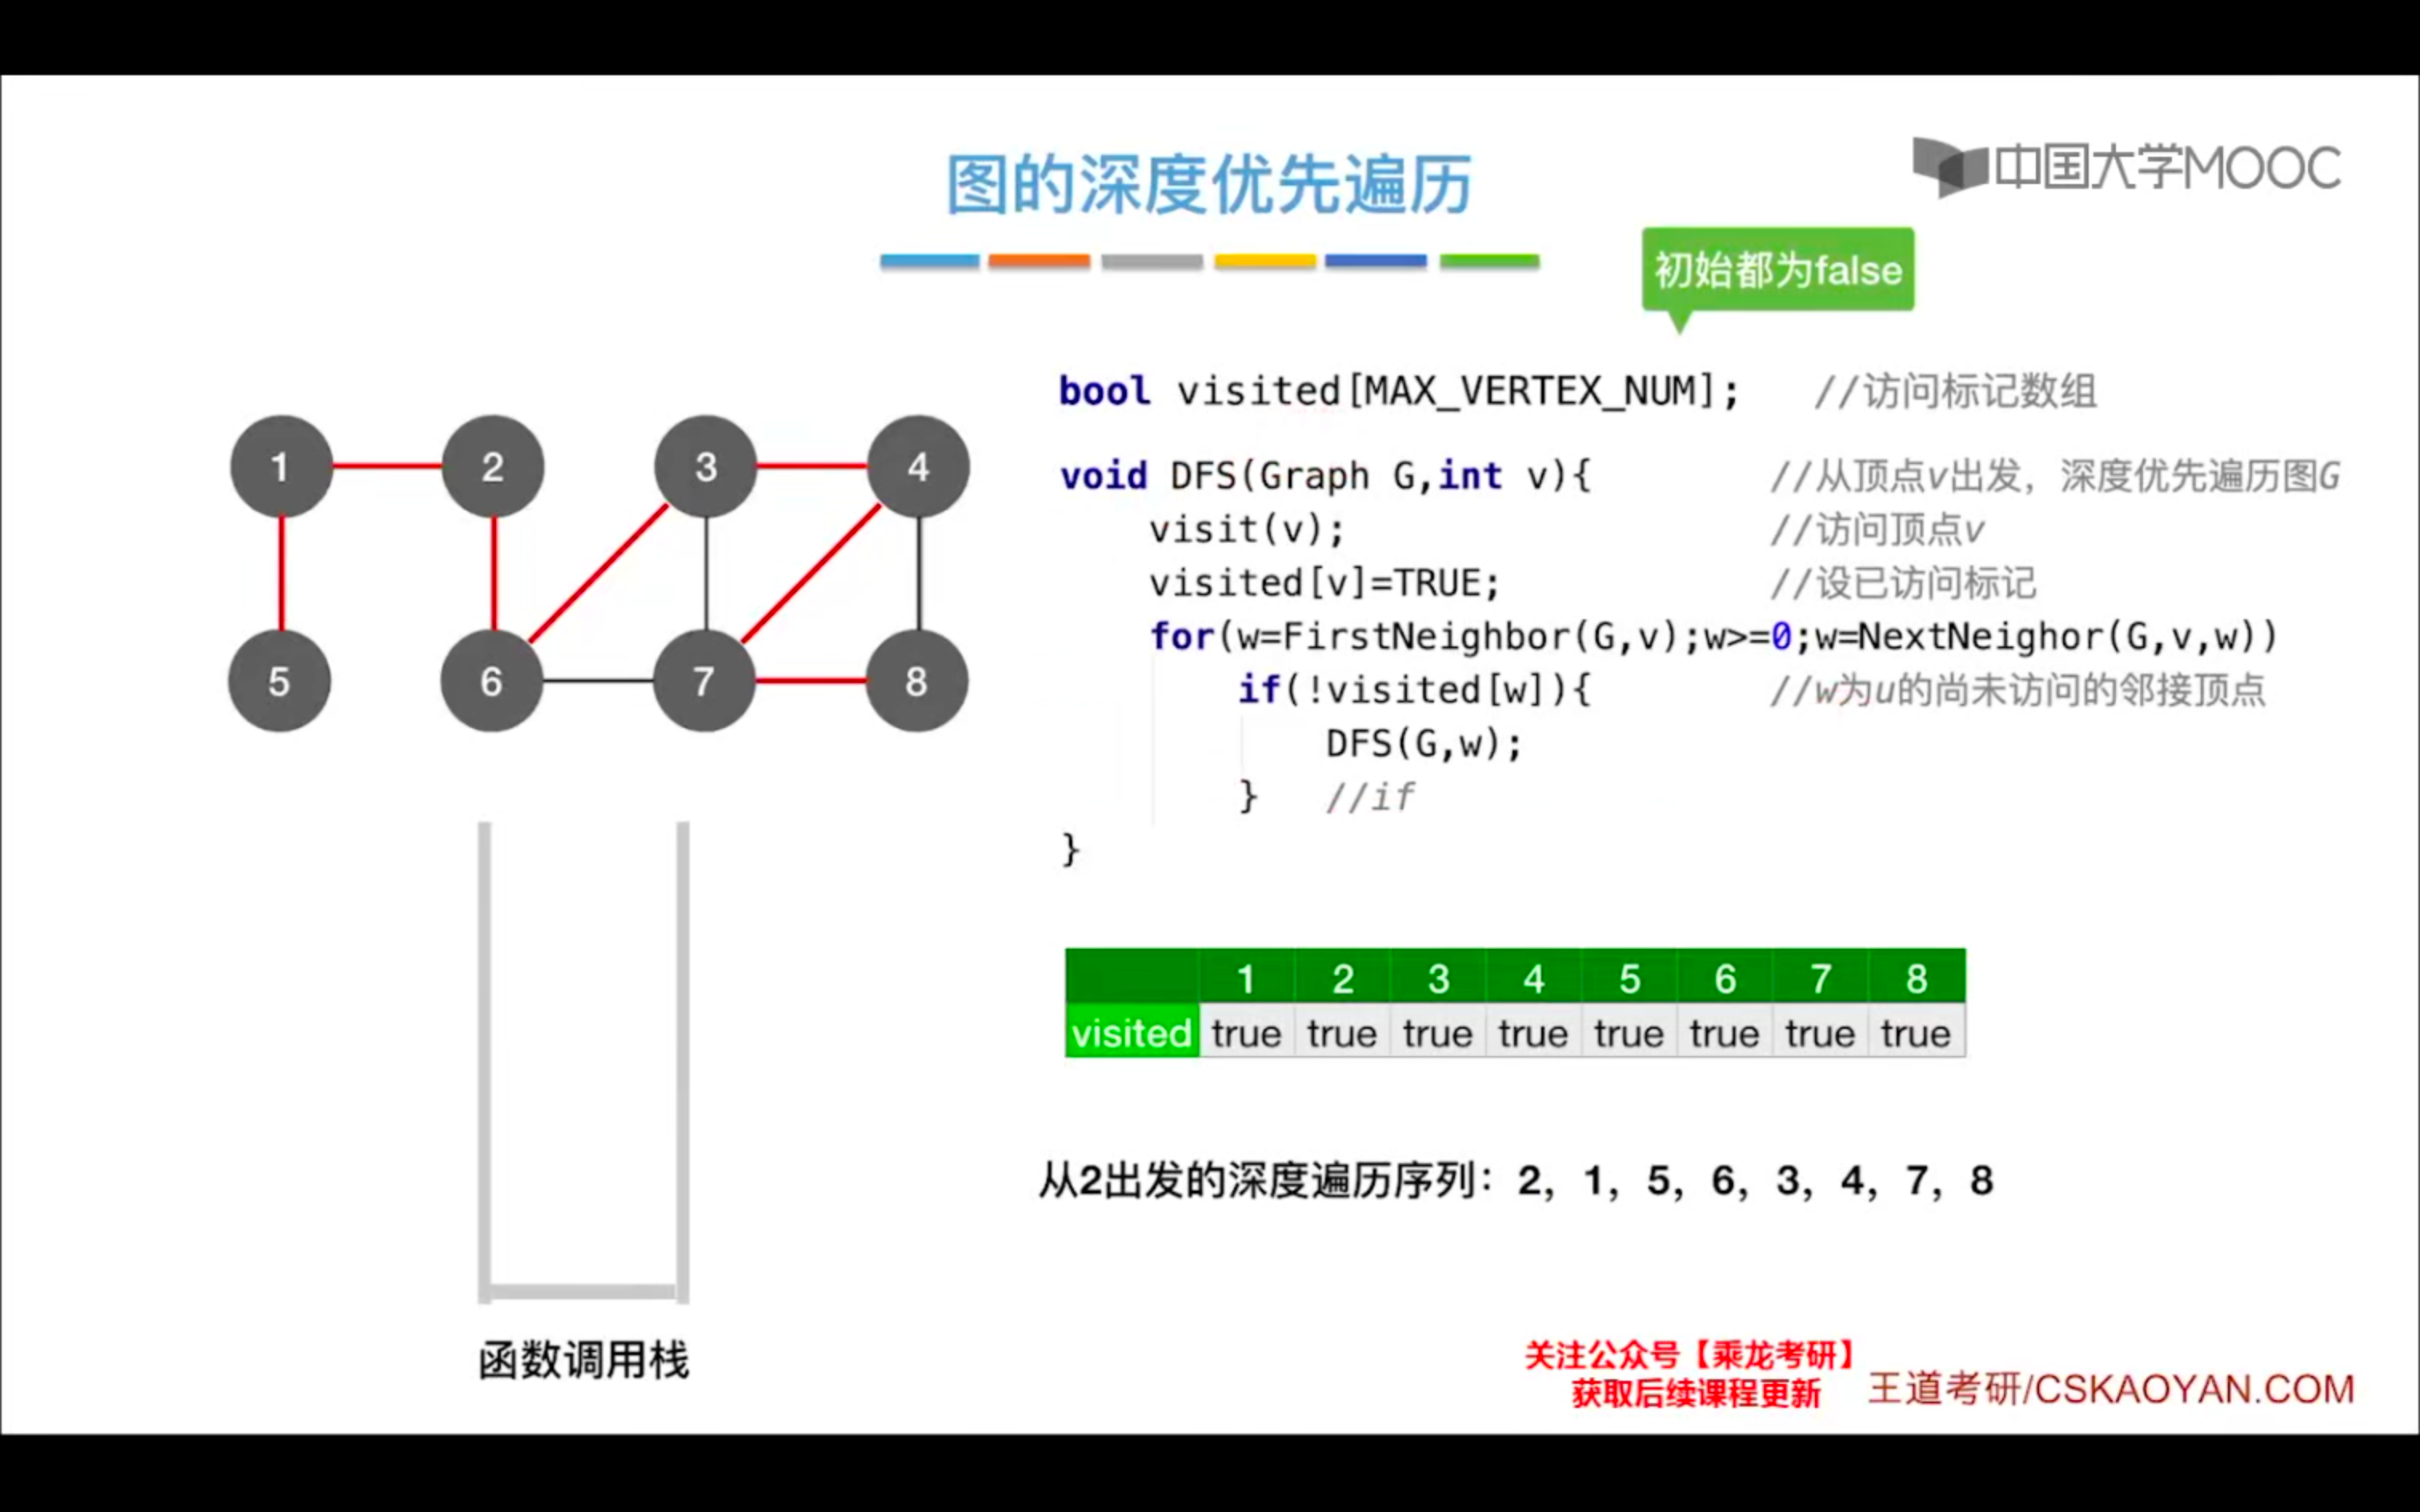 图的深度优先遍历
中国大学MOOC
初始都为false
bool visited[MAX_VERTEX_NUM]; //访问标记数组
void DFS(Graph G,int v){ //从顶点v出发，深度优先遍历图G
visit(v); //访问顶点v
visited[v]=TRUE; //设已访问标记
for(w=FirstNeighbor(G,v);w>=0;w=NextNeighor(G,v,w))
if(!visited[w]){ //w为u的尚未访问的邻接顶点
DFS(G,w);
} //if
}
1 2 3 4
5 6 7 8
函数调用栈
1 2 3 4 5 6 7 8
visited true true true true true true true true
从2出发的深度遍历序列：2, 1, 5, 6, 3, 4, 7, 8
关注公众号【乘龙考研】
获取后续课程更新
王道考研/CSKAOYAN.COM